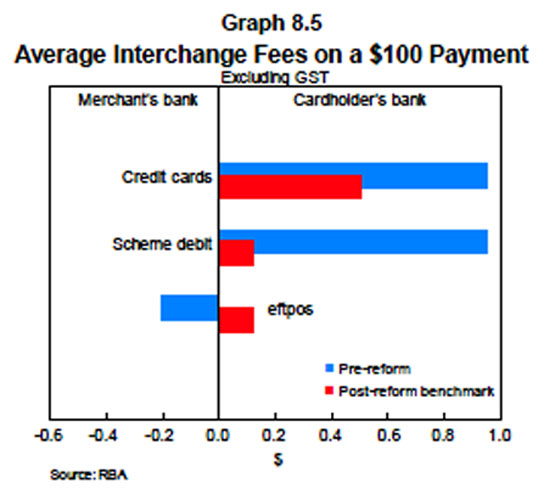 Graph 8.5
Average Interchange Fees on a $100 Payment
Excluding GST
Merchant's bank Cardholder's bank
Credit cards
Scheme debit
eftpos
Pre-reform
Post-reform benchmark
-0.6 -0.4 -0.2 0.0 0.2 0.4 0.6 0.8 1.0
$
Source: RBA